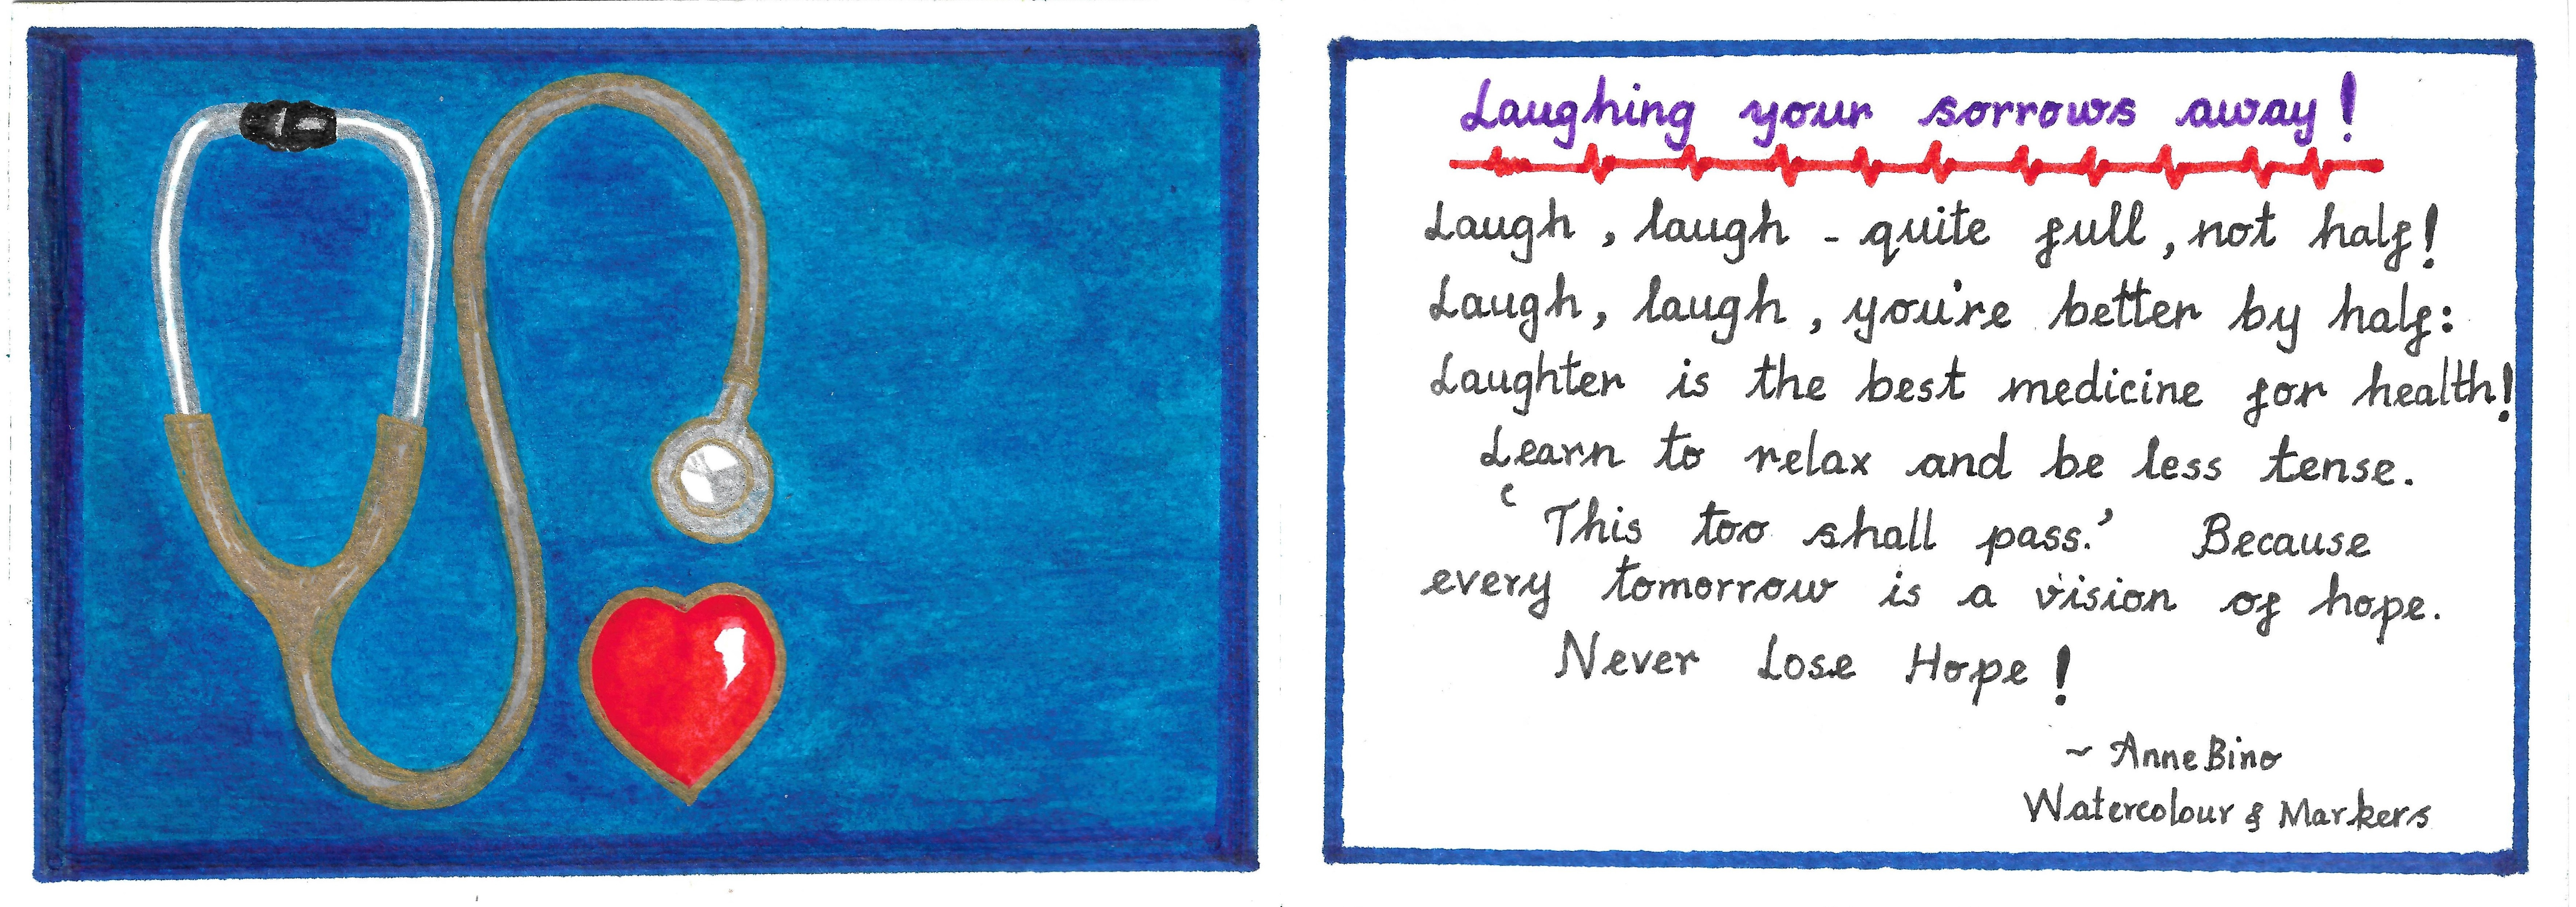 Laughing your sorrows away!
Laugh, laugh - quite full, not half!
Laugh, laugh, you're better by half:
Laughter is the best medicine for health!
Learn to relax and be less tense.
'This too shall pass.' Because
every tomorrow is a vision of hope.
Never Lose Hope!
~ Anne Bino
Watercolour & Markers